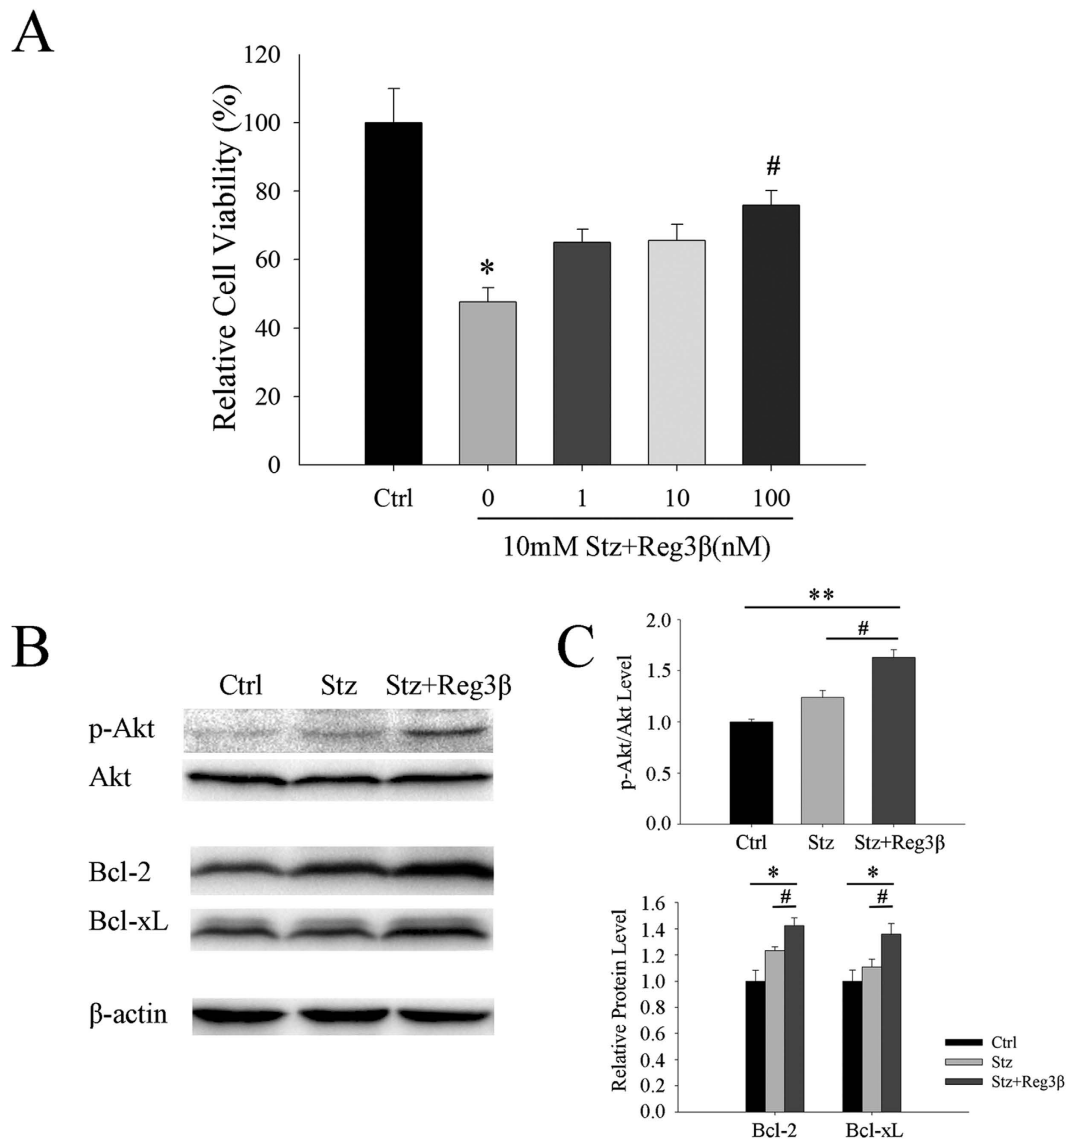 A
Relative Cell Viability (%)
120
100
80
60
40
20
0
*
#
Ctrl 0 1 10 100
10mM Stz+Reg3β(nM)
B
Ctrl Stz Stz+Reg3β
p-Akt
Akt
Bcl-2
Bcl-xL
β-actin
C
p-Akt/Akt Level
2.0
1.5
1.0
0.5
0.0
**
#
Ctrl Stz Stz+Reg3β
Relative Protein Level
1.6
1.4
1.2
1.0
0.8
0.6
0.4
0.2
0.0
* *
# #
Bcl-2 Bcl-xL
Ctrl
Stz
Stz+Reg3β